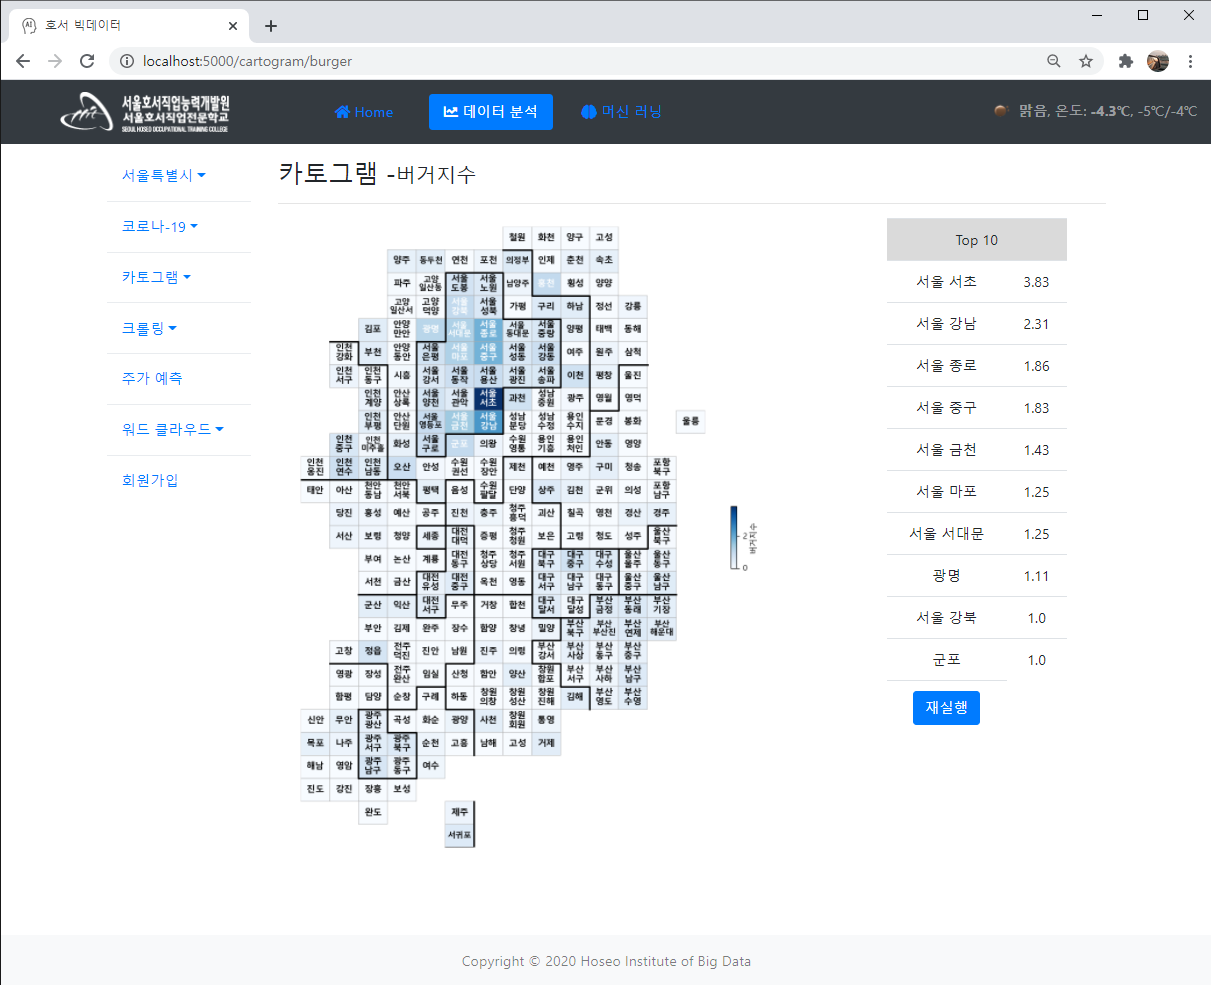 호서 빅데이터
localhost:5000/cartogram/burger
서울호서직업능력개발원
서울호서직업전문학교
SEOUL HOSEO OCCUPATIONAL TRAINING COLLEGE
Home
데이터 분석
머신 러닝
맑음, 온도: -4.3℃, -5℃/-4℃
서울특별시
코로나-19
카토그램
크롤링
주가 예측
워드 클라우드
회원가입
카토그램 -버거지수
철원 화천 양구 고성
양주 동두천 연천 포천 의정부 인제 춘천 속초
파주 고양 일산동 서울 도봉 서울 노원 남양주 홍천 횡성 양양
고양 일산서 고양 덕양 서울 강북 서울 성북 가평 구리 하남 정선 강릉
김포 안양 만안 광명 서울 서대문 서울 종로 서울 동대문 서울 중랑 양평 태백 동해
인천 강화 부천 안양 동안 서울 은평 서울 마포 서울 중구 서울 성동 서울 강동 여주 원주 삼척
인천 서구 인천 동구 시흥 서울 강서 서울 동작 서울 용산 서울 광진 서울 송파 이천 평창 울진
인천 계양 안산 상록 서울 양천 서울 관악 서울 서초 과천 성남 중원 광주 영월 영덕
인천 부평 안산 단원 서울 영등포 서울 금천 서울 강남 성남 분당 성남 수정 용인 수지 문경 봉화 울릉
인천 중구 인천 미추홀 화성 서울 구로 군포 의왕 수원 영통 용인 기흥 용인 처인 안동 영양
인천 옹진 인천 연수 인천 남동 오산 안성 수원 권선 수원 장안 제천 예천 영주 구미 청송 포항 북구
태안 아산 천안 동남 천안 서북 평택 음성 수원 팔달 단양 상주 김천 군위 의성 포항 남구
당진 홍성 예산 공주 진천 충주 청주 흥덕 괴산 칠곡 영천 경산 경주
서산 보령 청양 세종 대전 대덕 증평 청주 청원 보은 고령 청도 성주 울산 북구
부여 논산 계룡 대전 동구 청주 상당 청주 서원 대구 북구 대구 중구 대구 수성 울산 울주 울산 동구
서천 금산 대전 유성 대전 중구 옥천 영동 대구 서구 대구 남구 대구 동구 울산 중구 울산 남구
군산 익산 대전 서구 무주 거창 합천 대구 달서 대구 달성 부산 금정 부산 동래 부산 기장
부안 김제 완주 장수 함양 창녕 밀양 부산 북구 부산 부산진 부산 연제 부산 해운대
고창 정읍 전주 덕진 진안 남원 진주 의령 부산 강서 부산 사상 부산 동구 부산 중구
영광 장성 전주 완산 임실 산청 함안 양산 창원 합포 부산 서구 부산 사하 부산 남구
함평 담양 순창 구례 하동 창원 의창 창원 성산 창원 진해 김해 부산 영도 부산 수영
신안 무안 광주 광산 곡성 화순 광양 사천 창원 회원 통영
목포 나주 광주 서구 광주 북구 순천 고흥 남해 고성 거제
해남 영암 광주 남구 광주 동구 여수
진도 강진 장흥 보성
완도 제주
서귀포
2
0
버거지수
Top 10
서울 서초 3.83
서울 강남 2.31
서울 종로 1.86
서울 중구 1.83
서울 금천 1.43
서울 마포 1.25
서울 서대문 1.25
광명 1.11
서울 강북 1.0
군포 1.0
재실행
Copyright © 2020 Hoseo Institute of Big Data